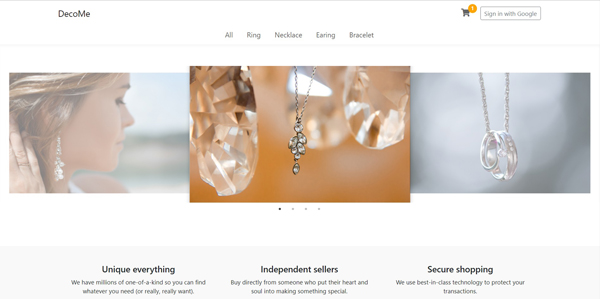 DecoMe
1
Sign in with Google
All Ring Necklace Earing Bracelet
Unique everything
We have millions of one-of-a-kind so you can find
whatever you need (or really, really want).
Independent sellers
Buy directly from someone who put their heart and
soul into making something special.
Secure shopping
We use best-in-class technology to protect your
transactions.